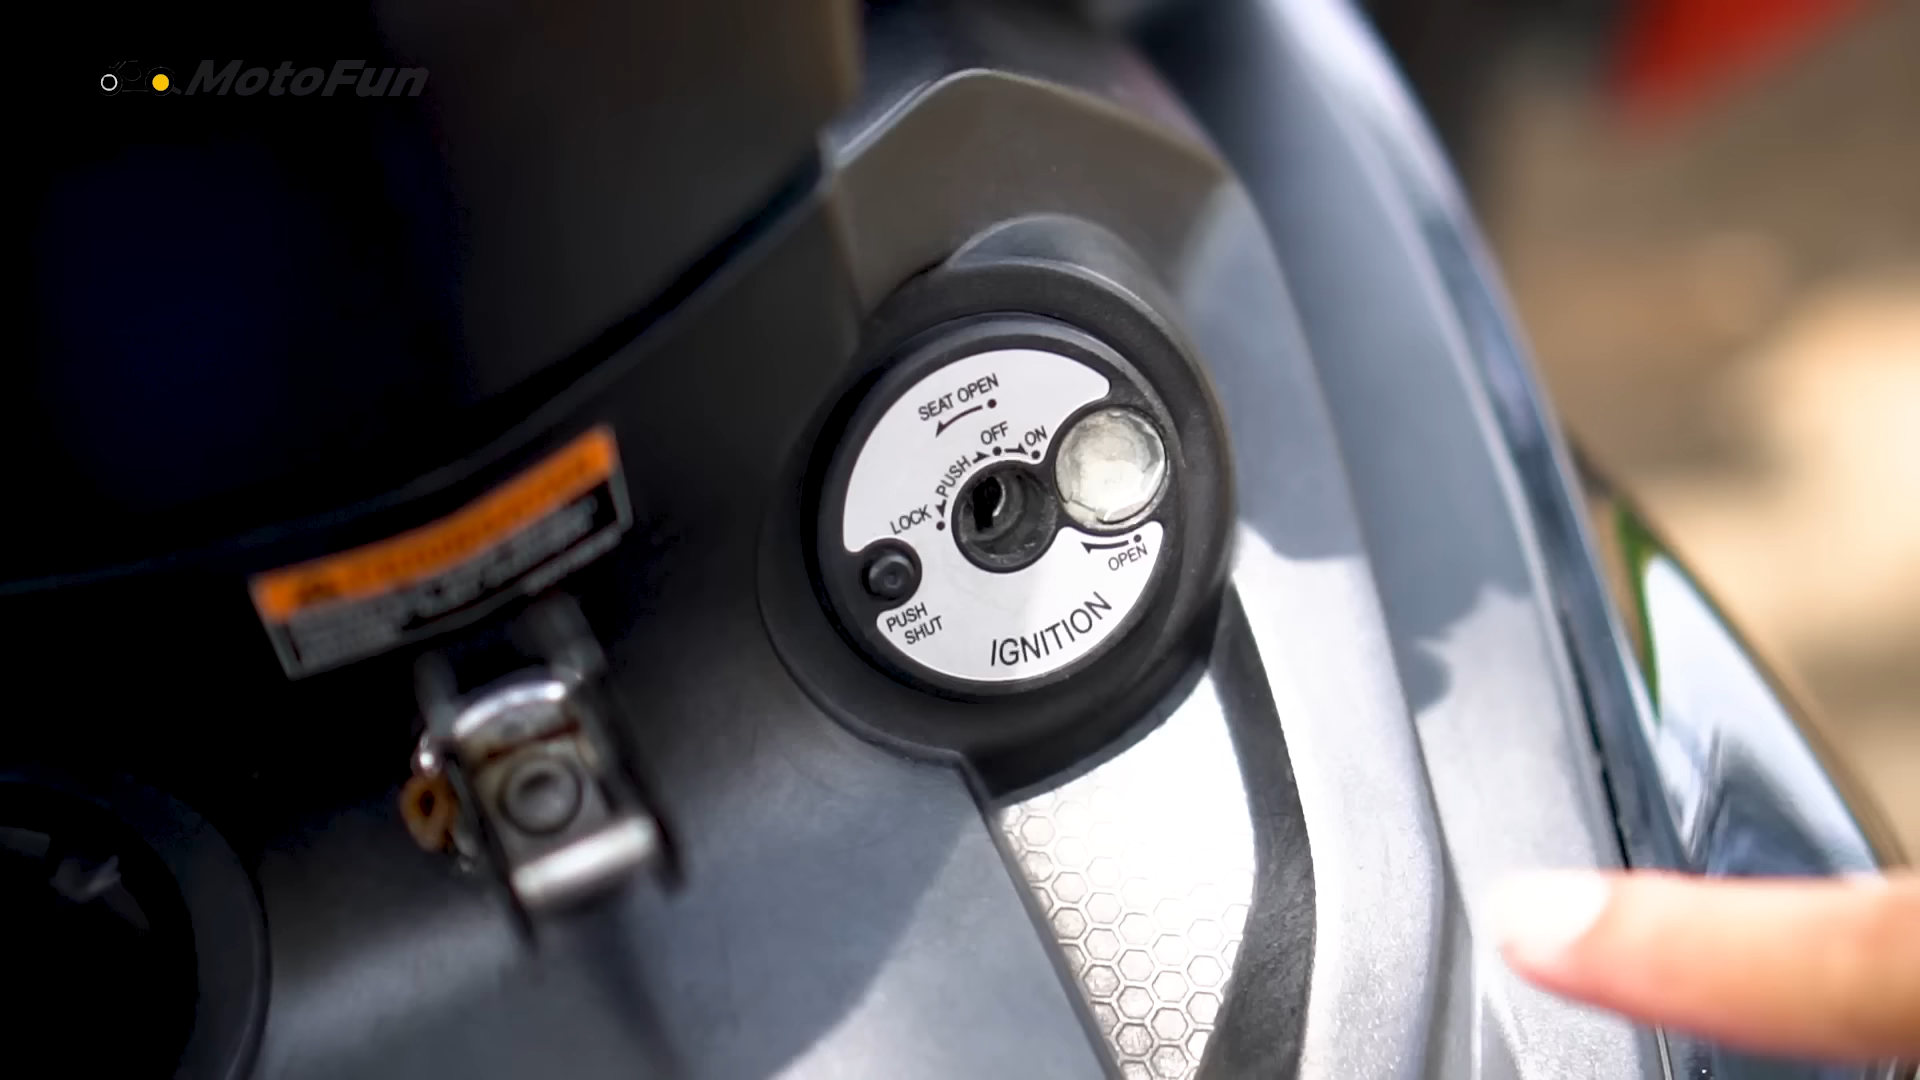 MotoFun
SEAT OPEN
OFF
ON
PUSH
LOCK
OPEN
PUSH
SHUT
IGNITION